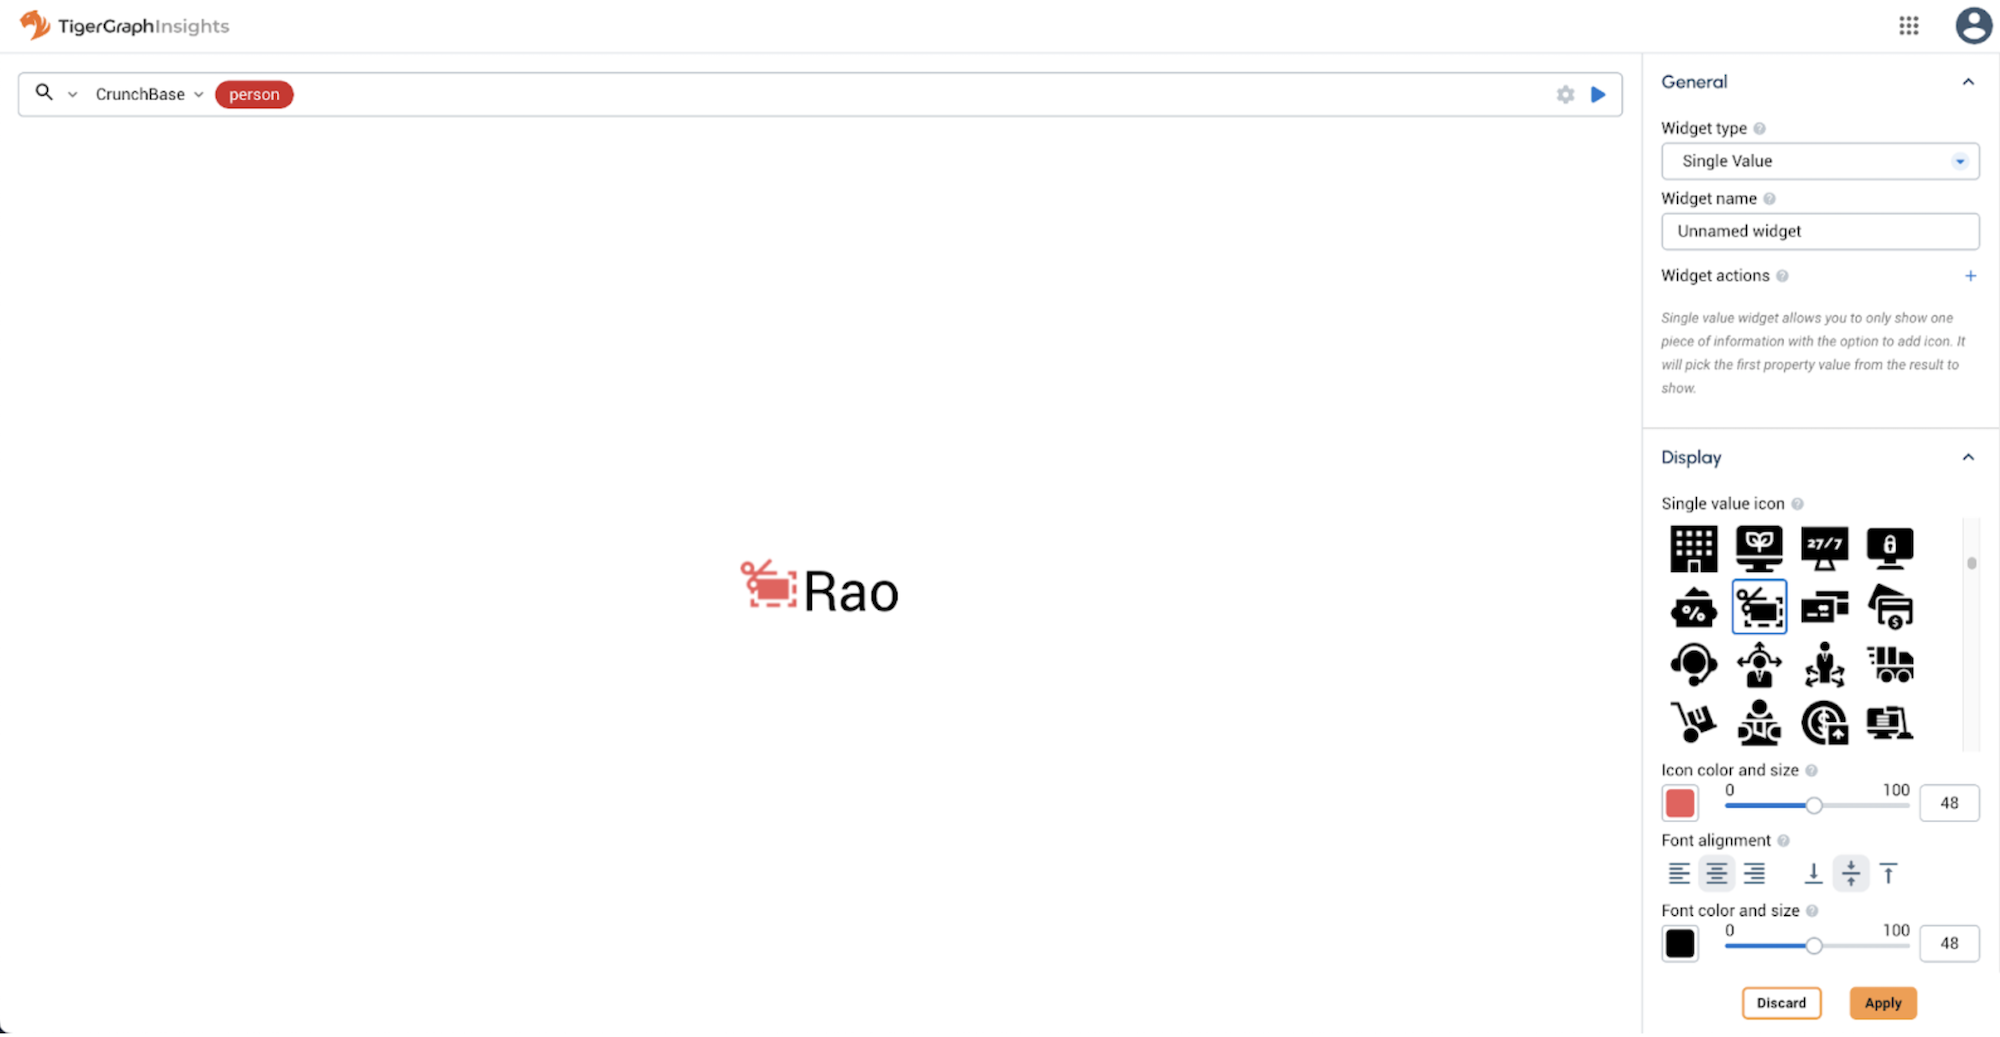 TigerGraphInsights
CrunchBase
person
General
Widget type
Single Value
Widget name
Unnamed widget
Widget actions
Single value widget allows you to only show one
piece of information with the option to add icon. It
will pick the first property value from the result to
show.
Display
Single value icon
27/7
%
$
Rao
Icon color and size
0
100
48
Font alignment
Font color and size
0
100
48
Discard
Apply